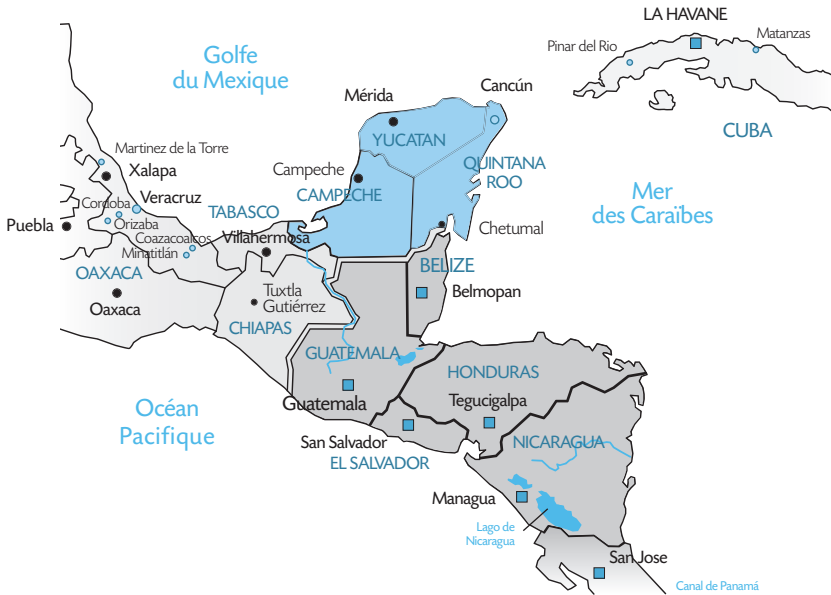 LA HAVANE
Matanzas
Pinar del Rio
Golfe
du Mexique
Cancún
Mérida
CUBA
YUCATAN
Martinez de la Torre
Xalapa
Campeche
QUINTANA
ROO
CAMPECHE
Mer
des Caraïbes
Cordoba
Veracruz
TABASCO
Puebla
Orizaba
Chetumal
Coazacoalcos
Villahermosa
Minatitlán
OAXACA
BELIZE
Tuxtla
Gutiérrez
Belmopan
Oaxaca
CHIAPAS
GUATEMALA
HONDURAS
Océan
Pacifique
Guatemala
Tegucigalpa
San Salvador
NICARAGUA
EL SALVADOR
Managua
Lago de
Nicaragua
San Jose
Canal de Panamá